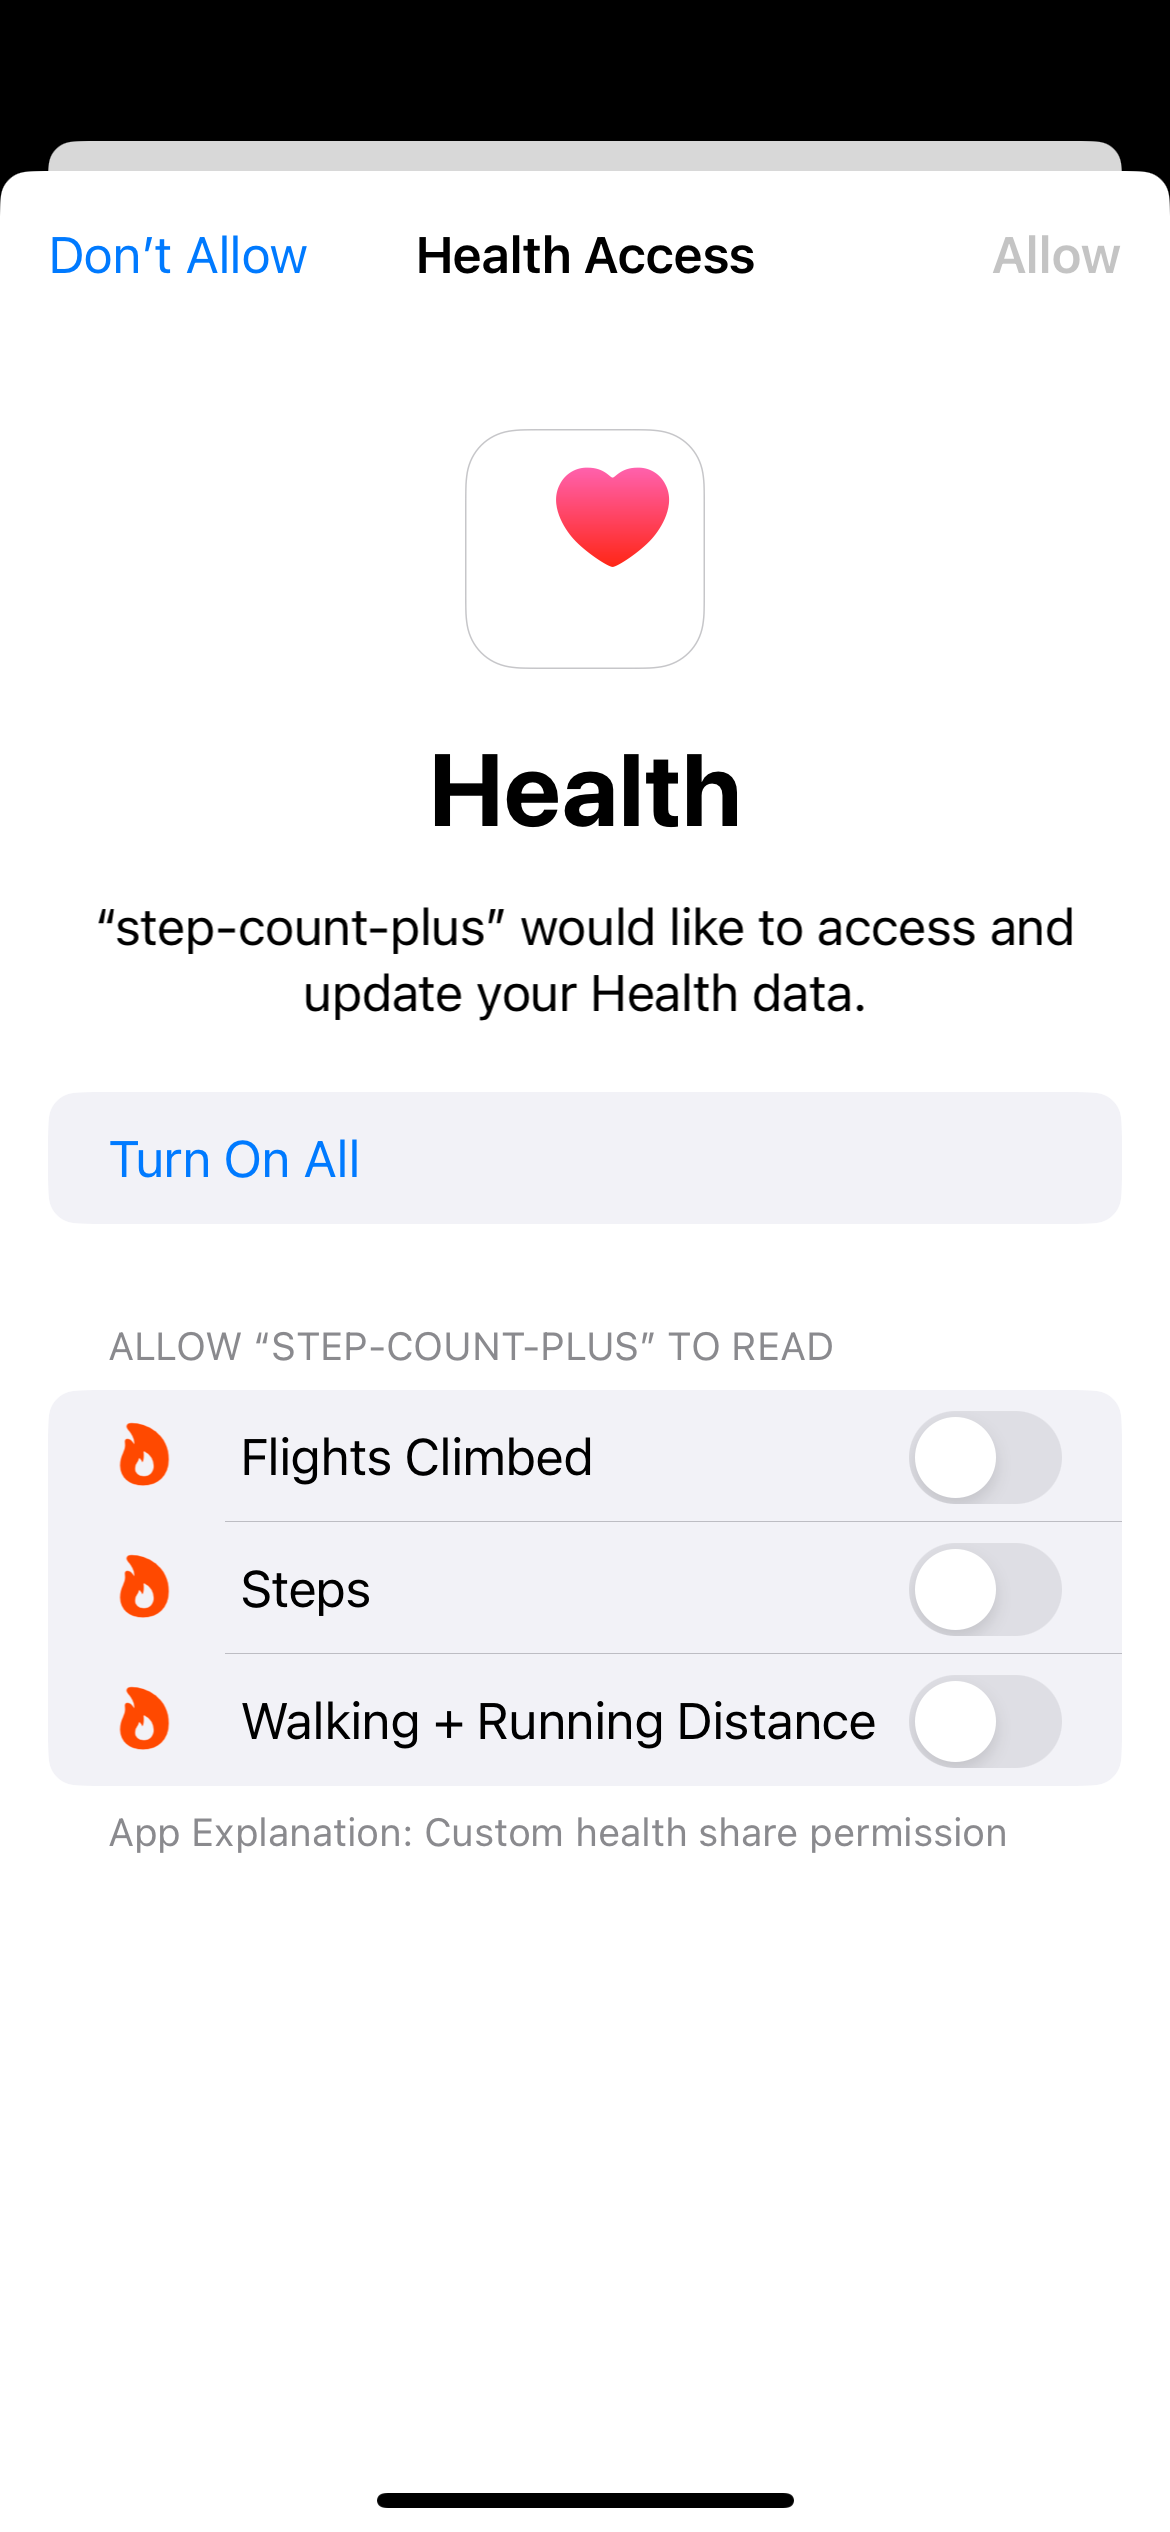 Don’t Allow
Health Access
Allow
Health
“step-count-plus” would like to access and
update your Health data.
Turn On All
ALLOW “STEP-COUNT-PLUS” TO READ
Flights Climbed
Steps
Walking + Running Distance
App Explanation: Custom health share permission